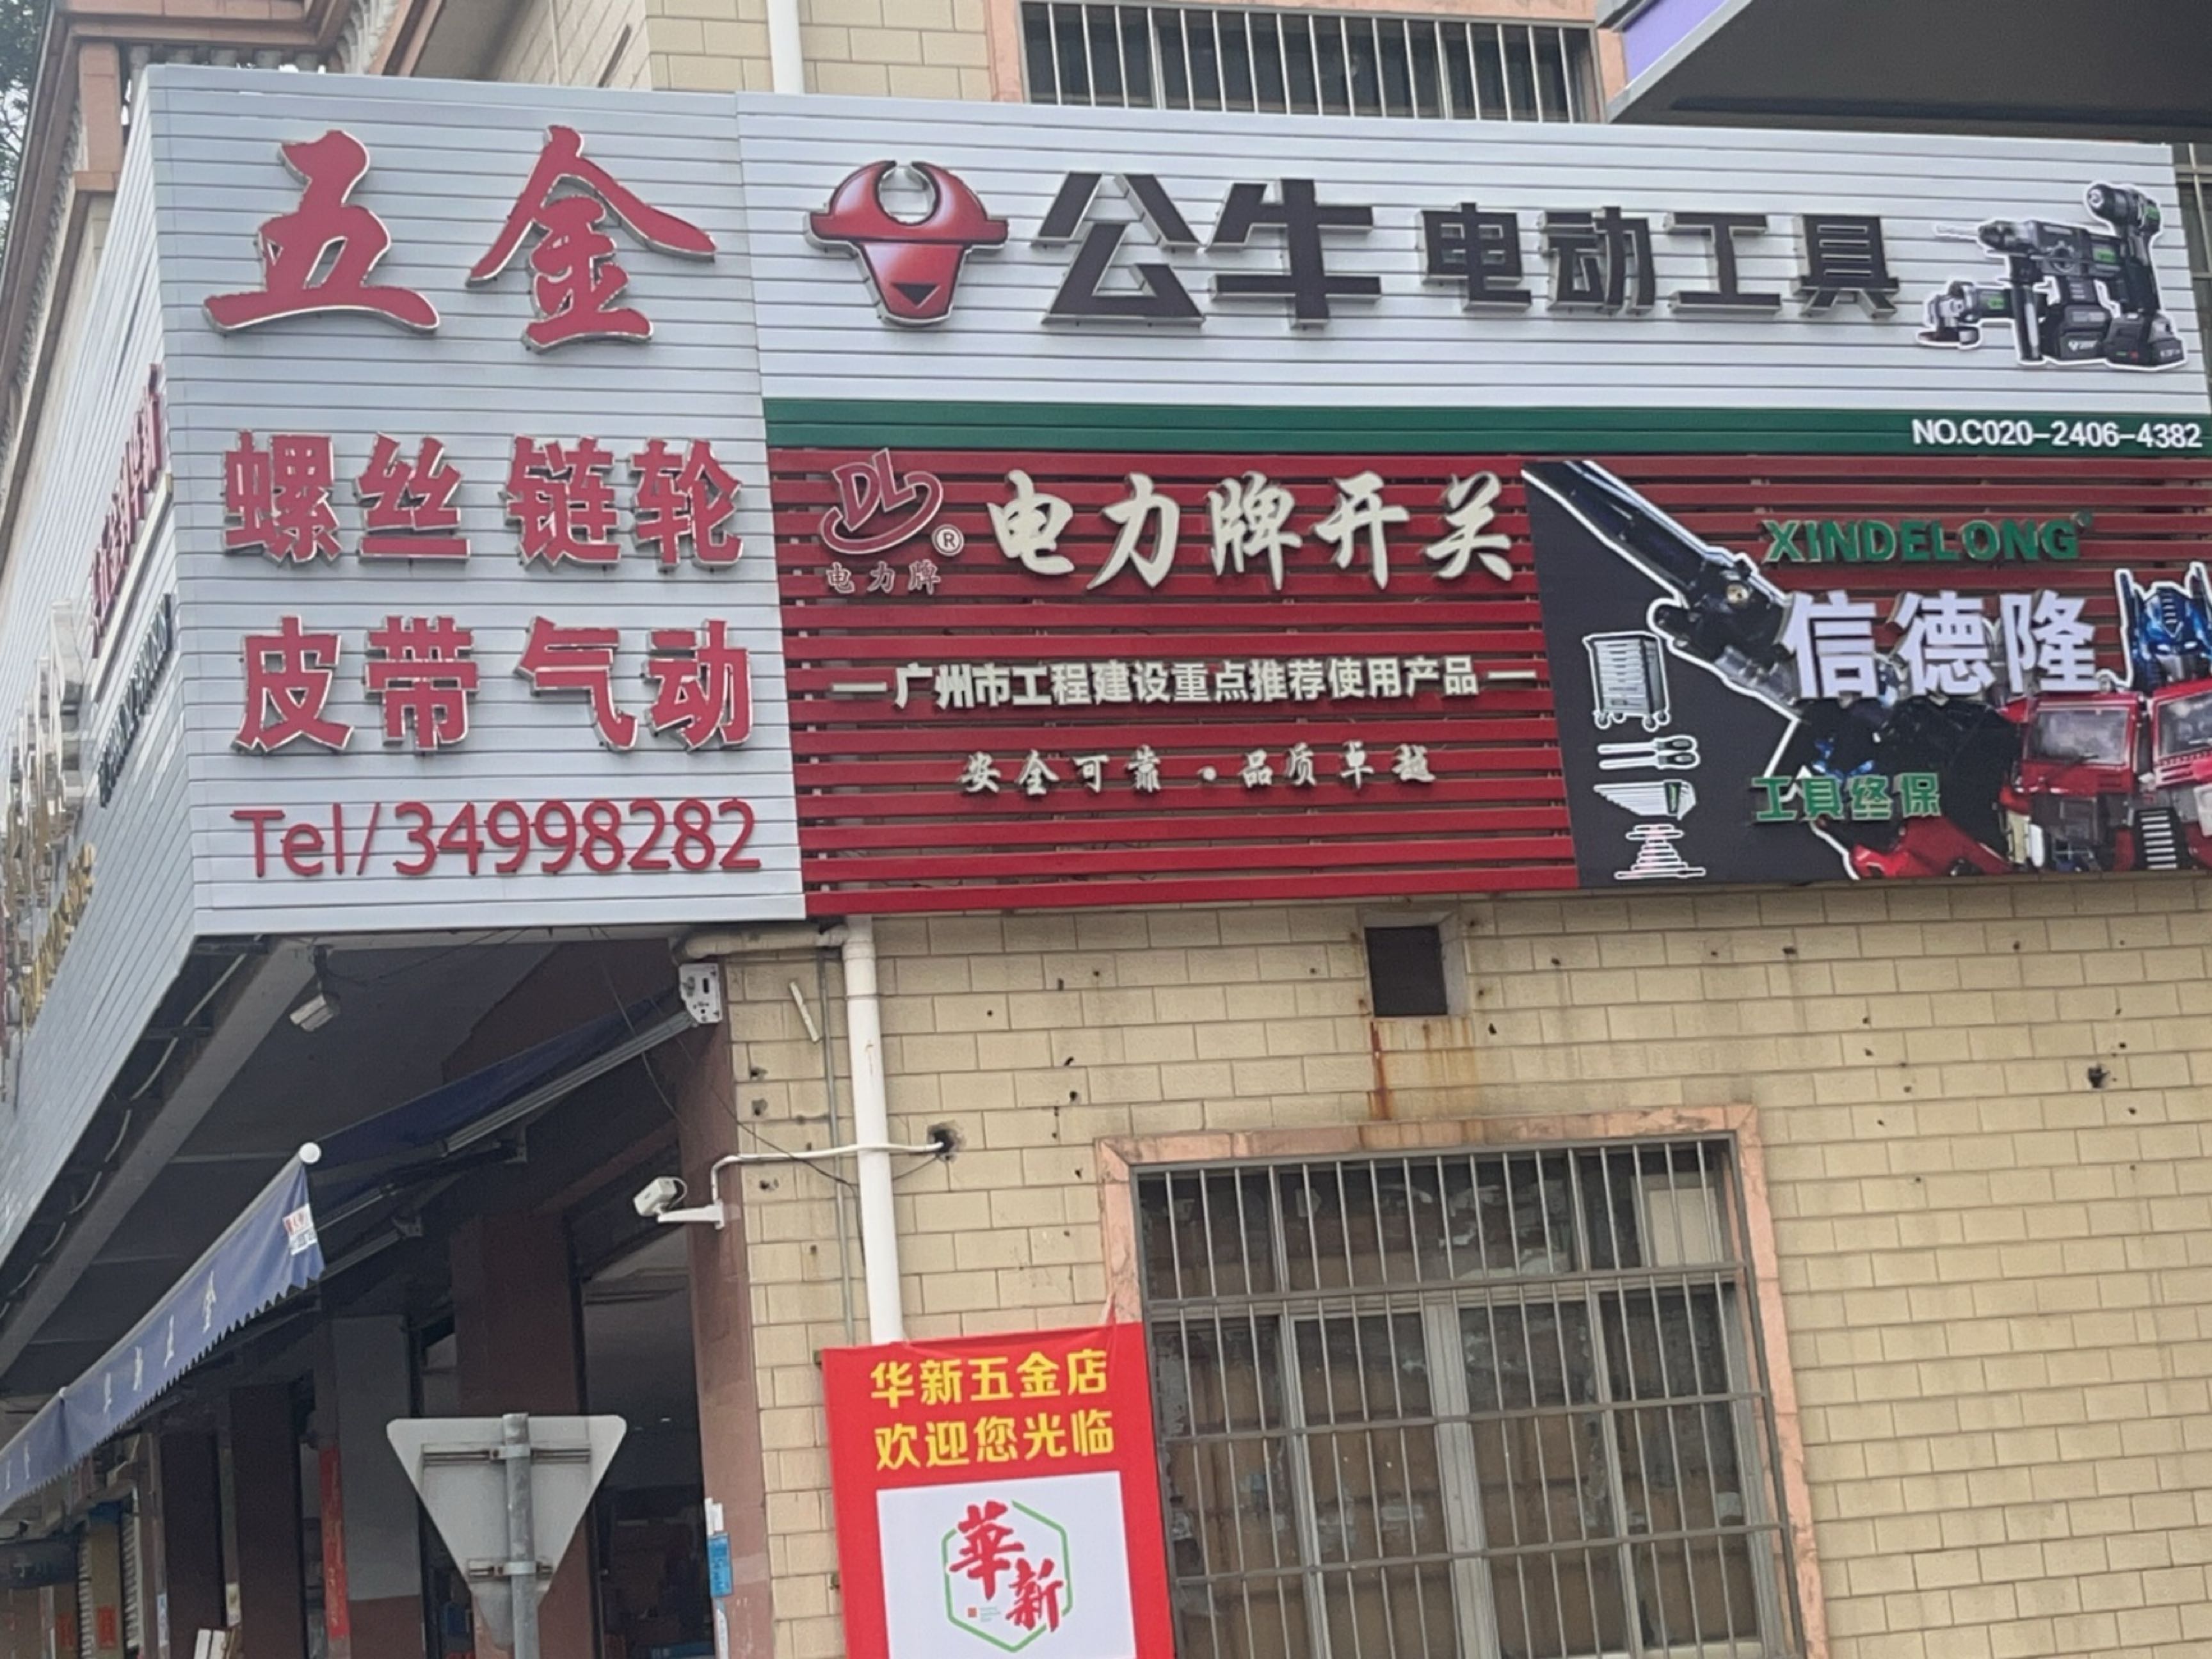 五金
螺丝 链轮
皮带 气动
Tel/34998282
公牛 电动工具
NO.C020-2406-4382
DL®
电力牌
电力牌开关
广州市工程建设重点推荐使用产品
安全可靠·品质卓越
XINDELONG®
信德隆
工具终保
华新五金店
欢迎您光临
華新